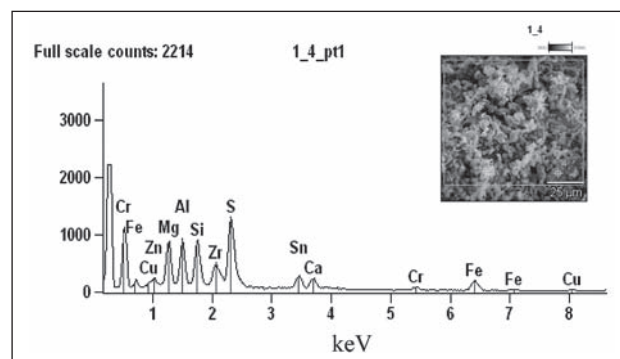 Full scale counts: 2214
1_4_pt1
1_4
25 µm
3000
2000
1000
0
Cr
Fe
Cu
Zn
Mg
Al
Si
Zr
S
Sn
Ca
Cr
Fe
Fe
Cu
1
2
3
4
5
6
7
8
keV